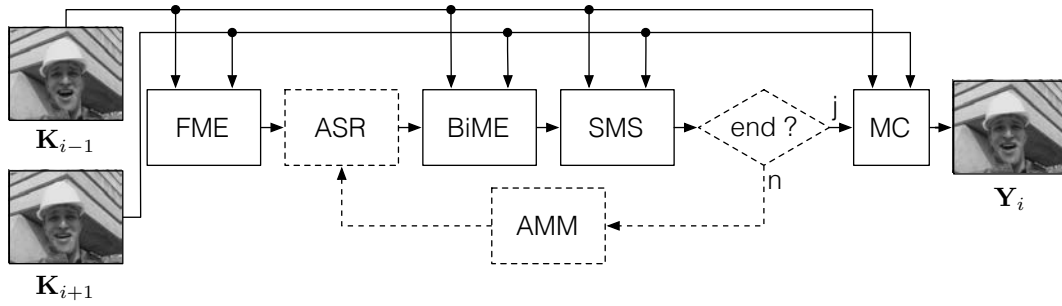 FME
ASR
BiME
SMS
end ?
j
MC
n
AMM
K_{i−1}
K_{i+1}
Y_i